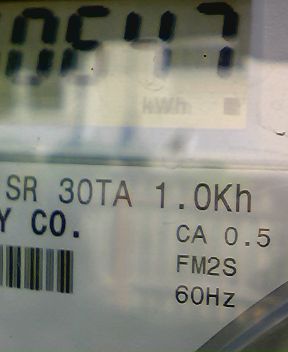 0547
kWh
SR 30TA 1.0Kh
Y CO.
CA 0.5
FM2S
60Hz